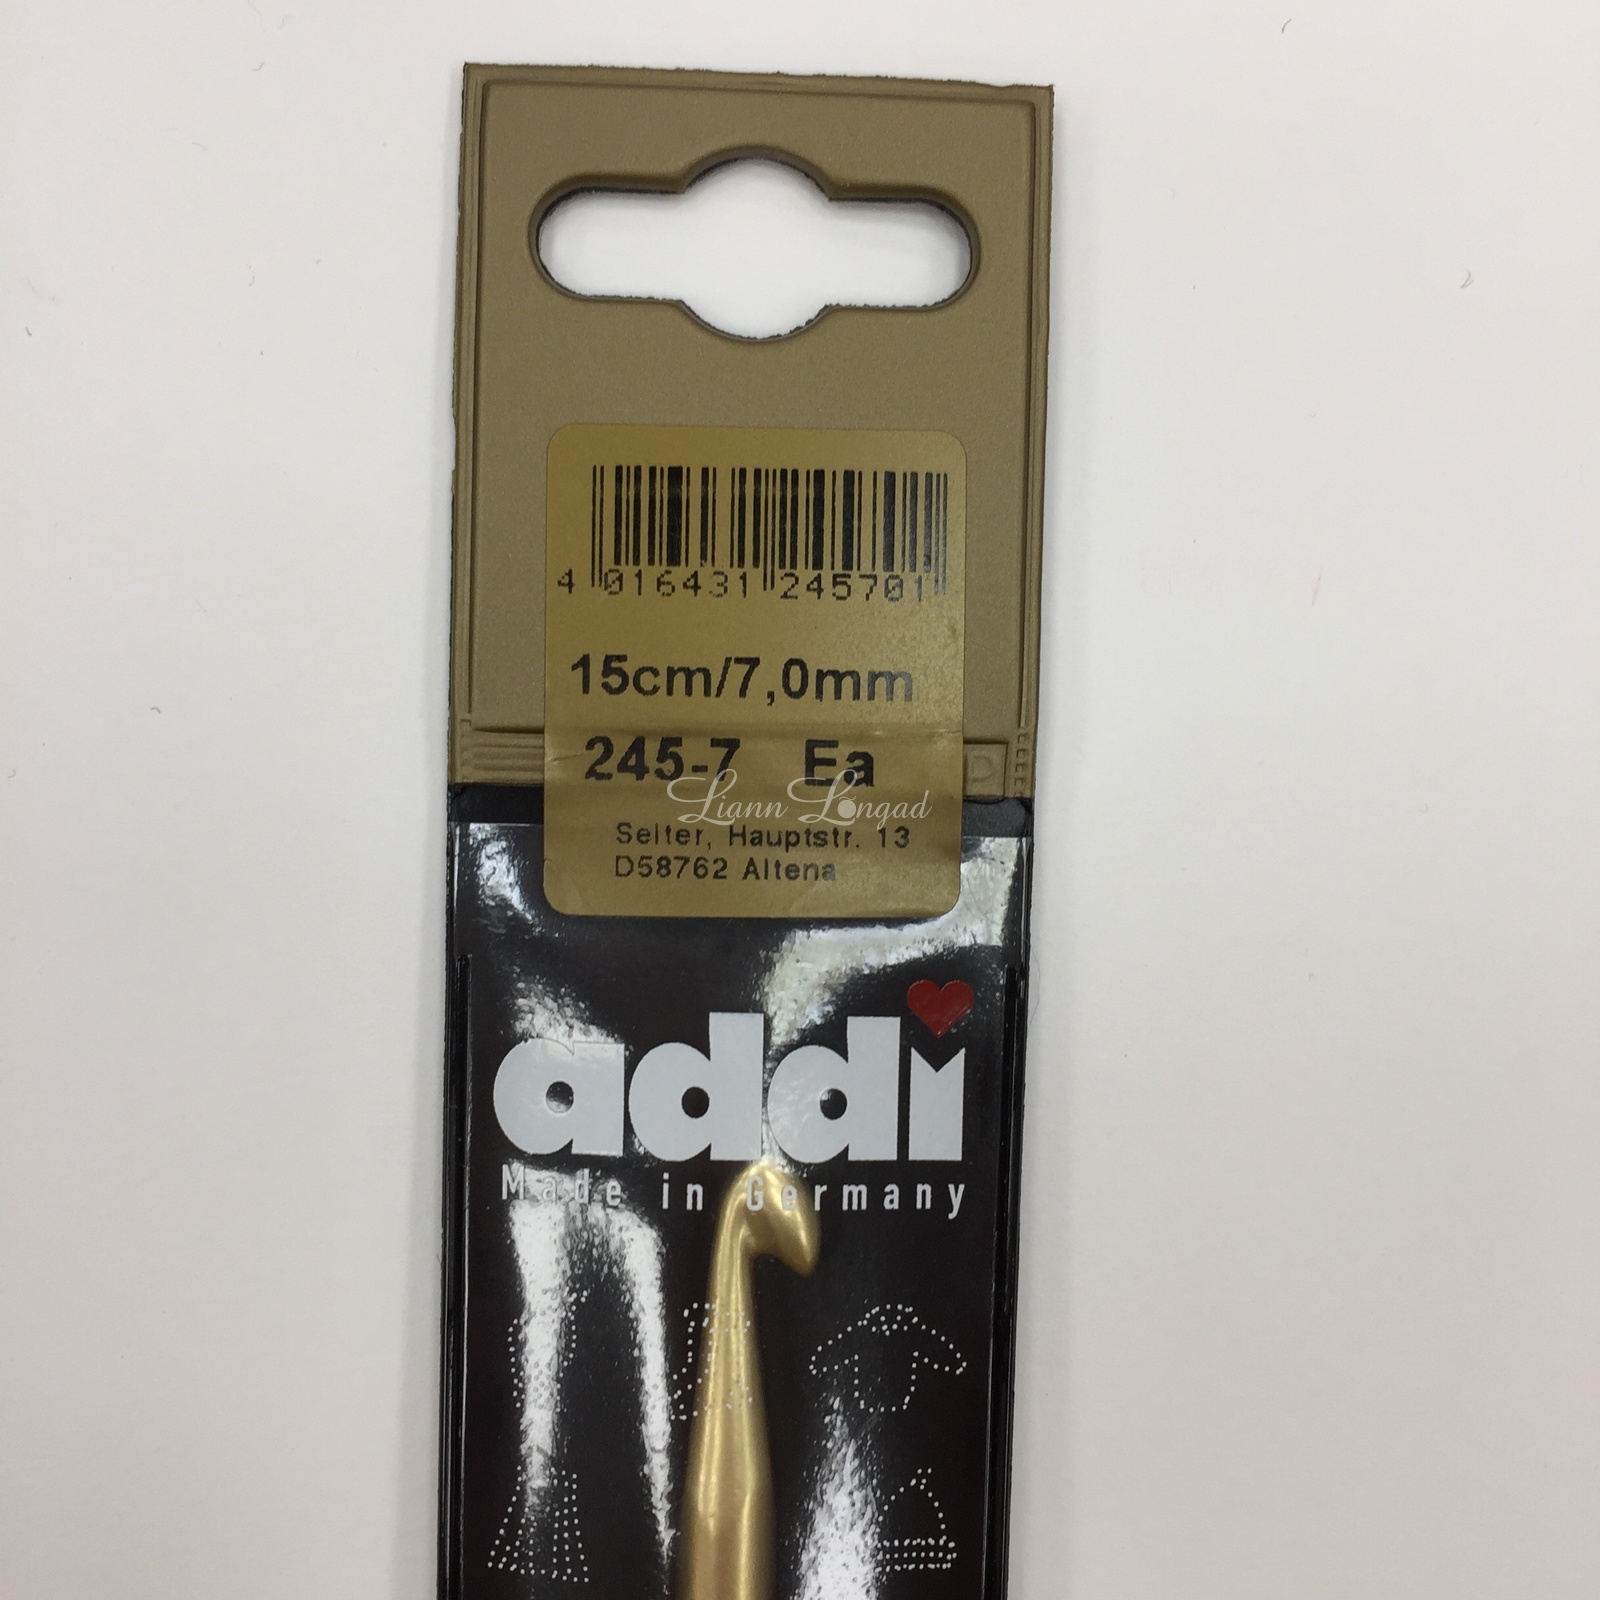 4 016431 245701
15cm/7,0mm
245-7 Ea
Liann Longad
Selter, Hauptstr. 13
D58762 Altena
addi
Made in Germany